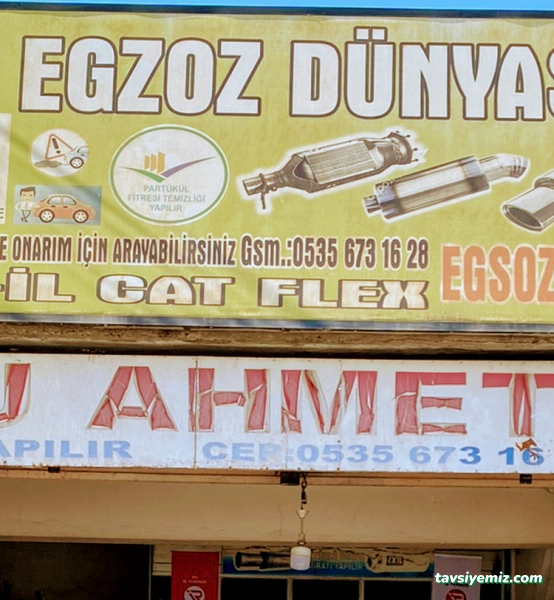 EGZOZ DÜNYAS
PARTÜKÜL
FİTRESİ TEMİZLİĞİ
YAPILIR
E ONARIM İÇİN ARAYABİLİRSİNİZ Gsm.:0535 673 16 28
İL CAT FLEX
EGSOZ
U AHMET
APILIR CEP:0535 673 16
tavsiyemiz.com